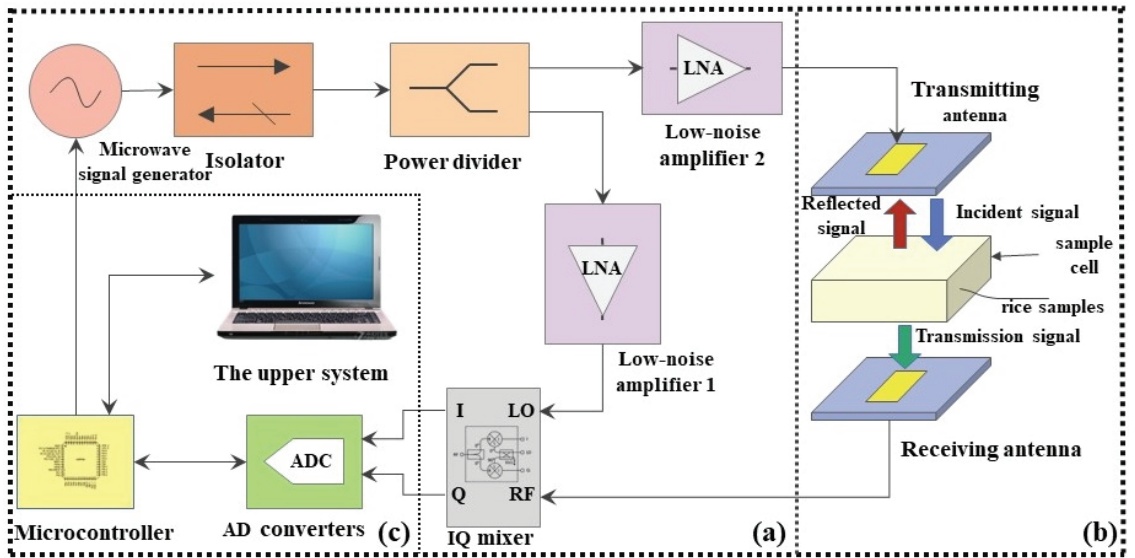 LNA
Transmitting
antenna
Microwave
signal generator
Isolator
Power divider
Low-noise
amplifier 2
Reflected
signal
Incident signal
sample
cell
LNA
rice samples
Transmission signal
The upper system
Low-noise
amplifier 1
I
LO
Receiving antenna
ADC
Q
RF
Microcontroller
AD converters
(c)
IQ mixer
(a)
(b)